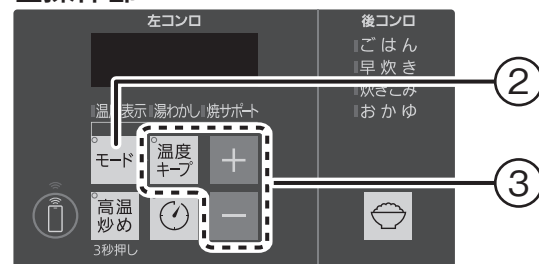 左コンロ
後コンロ
ごはん
早炊き
炊きこみ
おかゆ
温度表示 湯わかし 焼サポート
モード
温度キープ
+
高温炒め
−
3秒押し
②
③